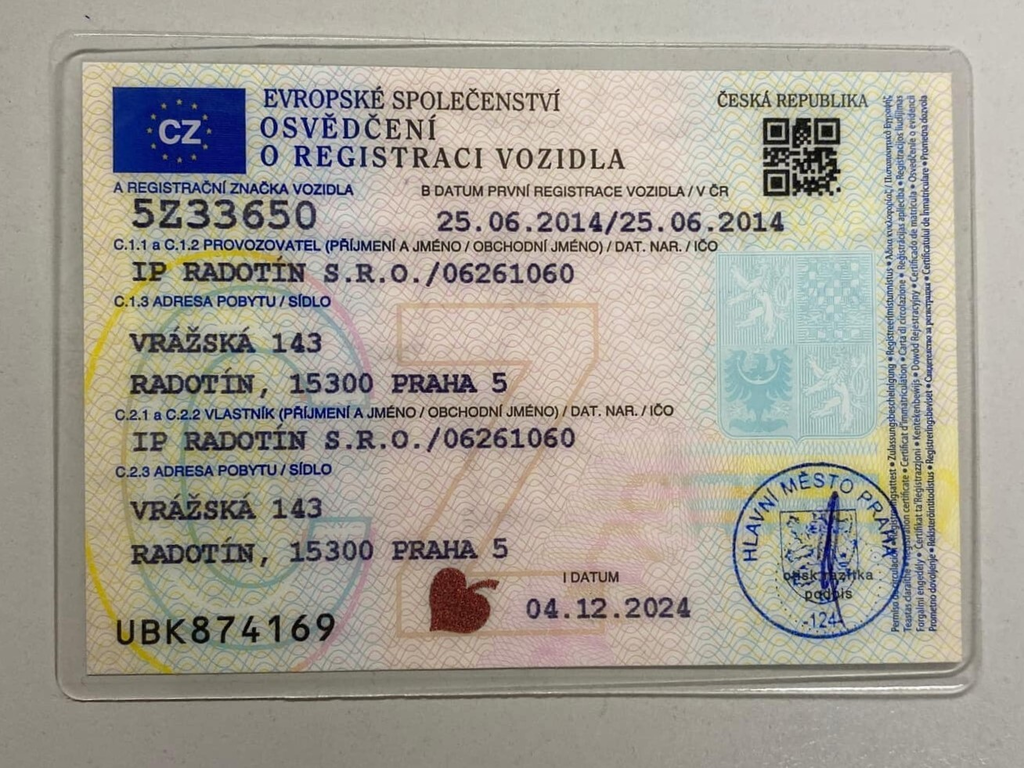 CZ
EVROPSKÉ SPOLEČENSTVÍ
OSVĚDČENÍ
O REGISTRACI VOZIDLA
ČESKÁ REPUBLIKA
A REGISTRAČNÍ ZNAČKA VOZIDLA
B DATUM PRVNÍ REGISTRACE VOZIDLA / V ČR
5Z33650
25.06.2014/25.06.2014
C.1.1 a C.1.2 PROVOZOVATEL (PŘÍJMENÍ A JMÉNO / OBCHODNÍ JMÉNO) / DAT. NAR. / IČO
IP RADOTÍN S.R.O./06261060
C.1.3 ADRESA POBYTU / SÍDLO
VRÁŽSKÁ 143
RADOTÍN, 15300 PRAHA 5
C.2.1 a C.2.2 VLASTNÍK (PŘÍJMENÍ A JMÉNO / OBCHODNÍ JMÉNO) / DAT. NAR. / IČO
IP RADOTÍN S.R.O./06261060
C.2.3 ADRESA POBYTU / SÍDLO
VRÁŽSKÁ 143
RADOTÍN, 15300 PRAHA 5
I DATUM
04.12.2024
UBK874169
HLAVNÍ MĚSTO PRAHA
otisk razítka
podpis
-124-